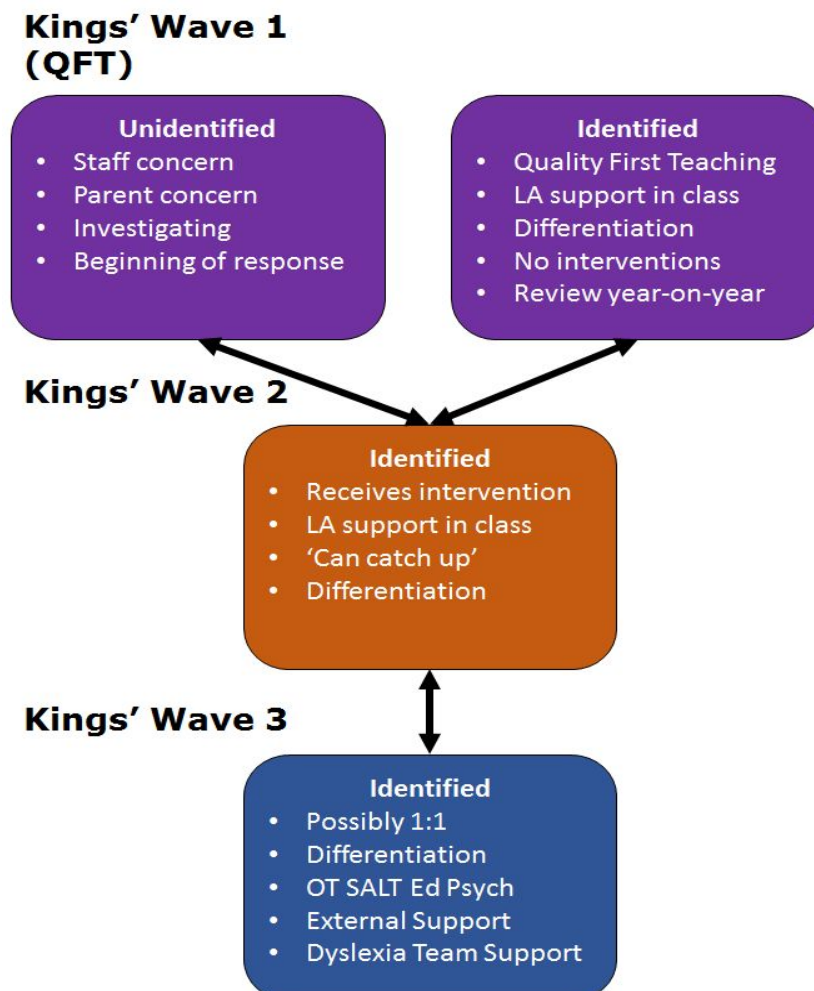 Kings’ Wave 1
(QFT)
Unidentified
• Staff concern
• Parent concern
• Investigating
• Beginning of response
Identified
• Quality First Teaching
• LA support in class
• Differentiation
• No interventions
• Review year-on-year
Kings’ Wave 2
Identified
• Receives intervention
• LA support in class
• ‘Can catch up’
• Differentiation
Kings’ Wave 3
Identified
• Possibly 1:1
• Differentiation
• OT SALT Ed Psych
• External Support
• Dyslexia Team Support